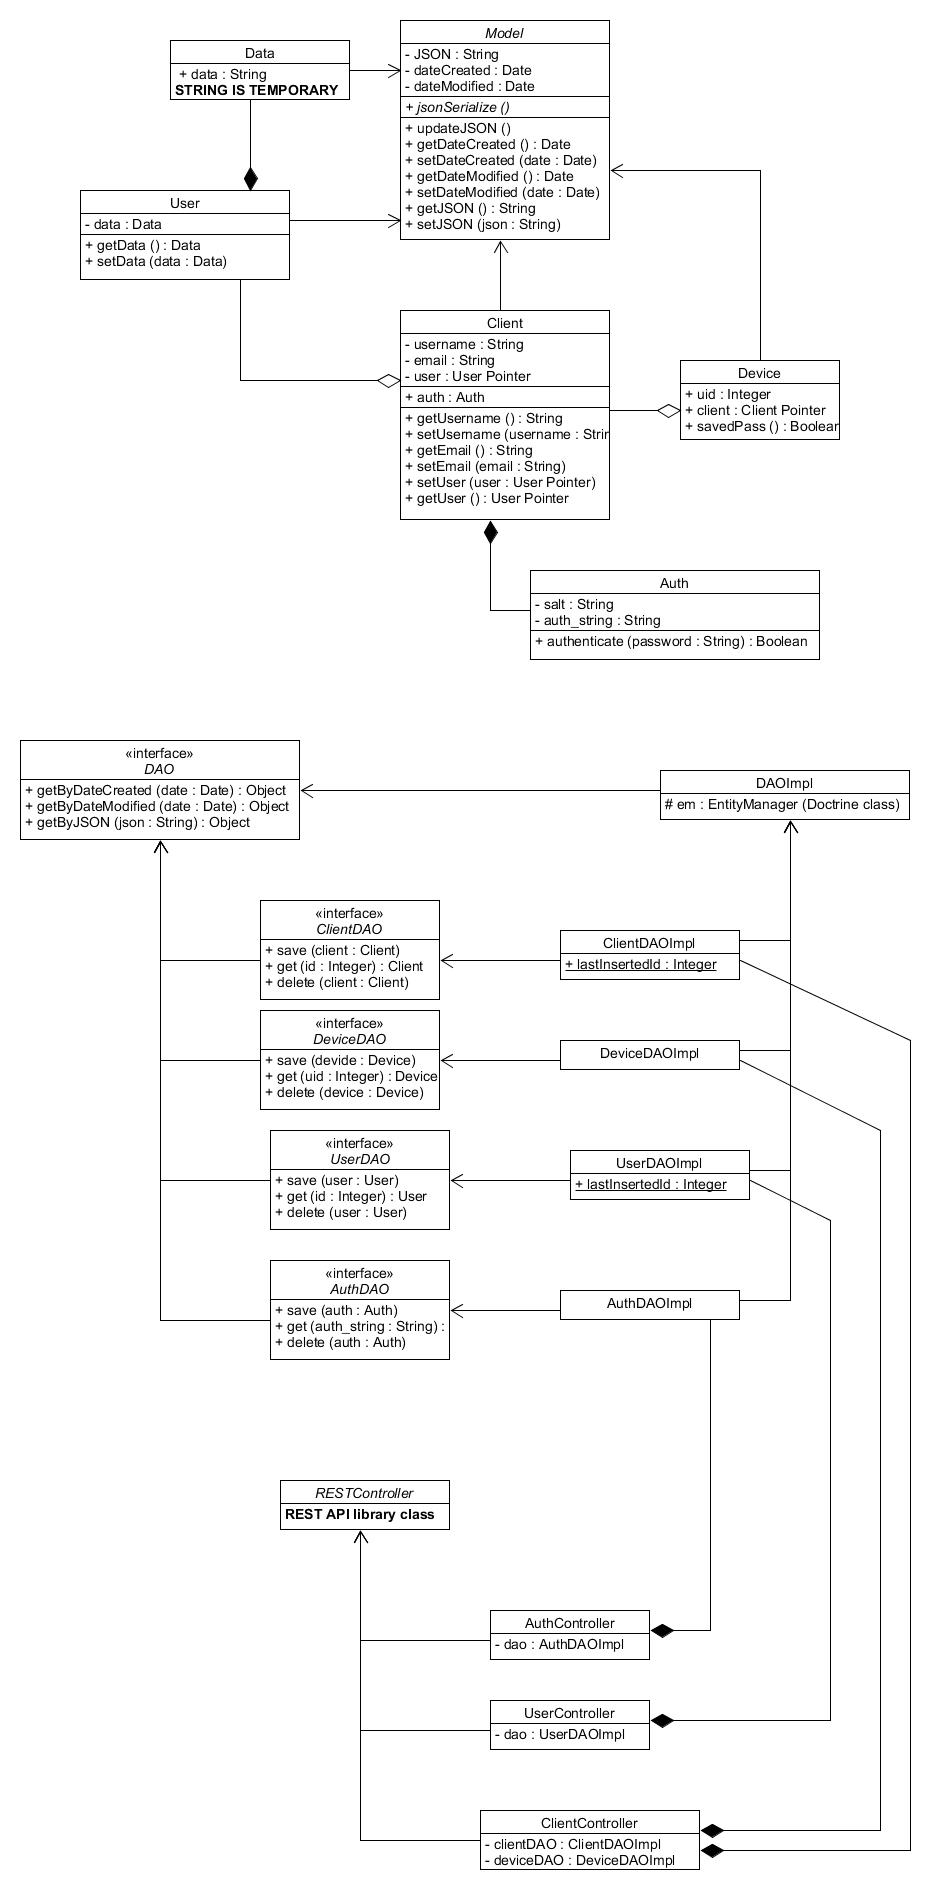 Model
- JSON : String
- dateCreated : Date
- dateModified : Date
+ jsonSerialize ()
+ updateJSON ()
+ getDateCreated () : Date
+ setDateCreated (date : Date)
+ getDateModified () : Date
+ setDateModified (date : Date)
+ getJSON () : String
+ setJSON (json : String)
Data
+ data : String
STRING IS TEMPORARY
User
- data : Data
+ getData () : Data
+ setData (data : Data)
Client
- username : String
- email : String
- user : User Pointer
+ auth : Auth
+ getUsername () : String
+ setUsername (username : Strin
+ getEmail () : String
+ setEmail (email : String)
+ setUser (user : User Pointer)
+ getUser () : User Pointer
Device
+ uid : Integer
+ client : Client Pointer
+ savedPass () : Boolean
Auth
- salt : String
- auth_string : String
+ authenticate (password : String) : Boolean
«interface»
DAO
+ getByDateCreated (date : Date) : Object
+ getByDateModified (date : Date) : Object
+ getByJSON (json : String) : Object
DAOImpl
# em : EntityManager (Doctrine class)
«interface»
ClientDAO
+ save (client : Client)
+ get (id : Integer) : Client
+ delete (client : Client)
ClientDAOImpl
+ lastInsertedId : Integer
«interface»
DeviceDAO
+ save (devide : Device)
+ get (uid : Integer) : Device
+ delete (device : Device)
DeviceDAOImpl
«interface»
UserDAO
+ save (user : User)
+ get (id : Integer) : User
+ delete (user : User)
UserDAOImpl
+ lastInsertedId : Integer
«interface»
AuthDAO
+ save (auth : Auth)
+ get (auth_string : String) :
+ delete (auth : Auth)
AuthDAOImpl
RESTController
REST API library class
AuthController
- dao : AuthDAOImpl
UserController
- dao : UserDAOImpl
ClientController
- clientDAO : ClientDAOImpl
- deviceDAO : DeviceDAOImpl